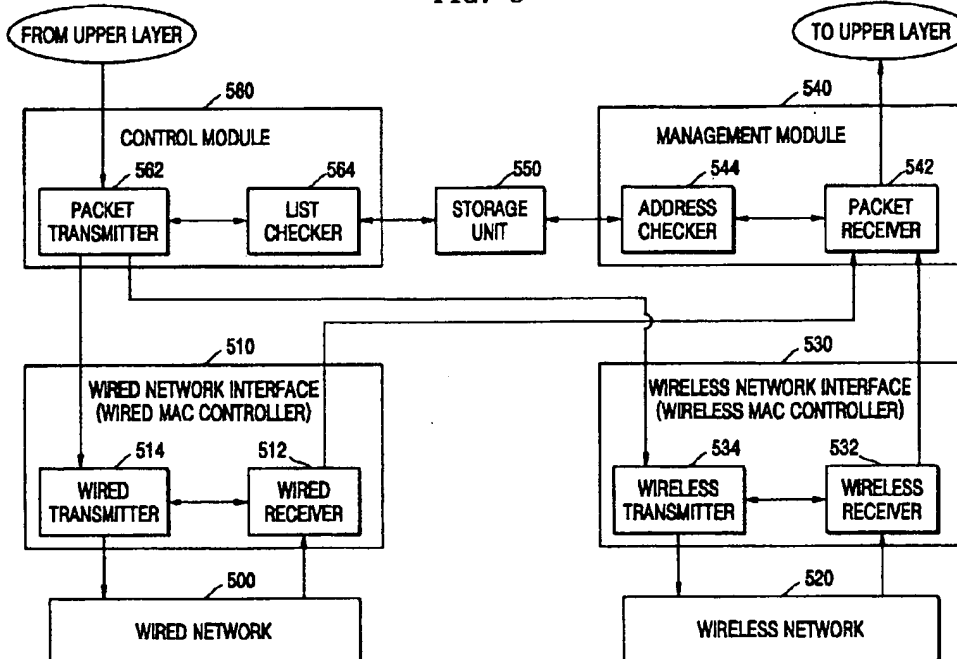 FROM UPPER LAYER
TO UPPER LAYER
560
540
CONTROL MODULE
MANAGEMENT MODULE
562
564
550
544
542
PACKET
TRANSMITTER
LIST
CHECKER
STORAGE
UNIT
ADDRESS
CHECKER
PACKET
RECEIVER
510
530
WIRED NETWORK INTERFACE
(WIRED MAC CONTROLLER)
WIRELESS NETWORK INTERFACE
(WIRELESS MAC CONTROLLER)
514
512
534
532
WIRED
TRANSMITTER
WIRED
RECEIVER
WIRELESS
TRANSMITTER
WIRELESS
RECEIVER
500
520
WIRED NETWORK
WIRELESS NETWORK